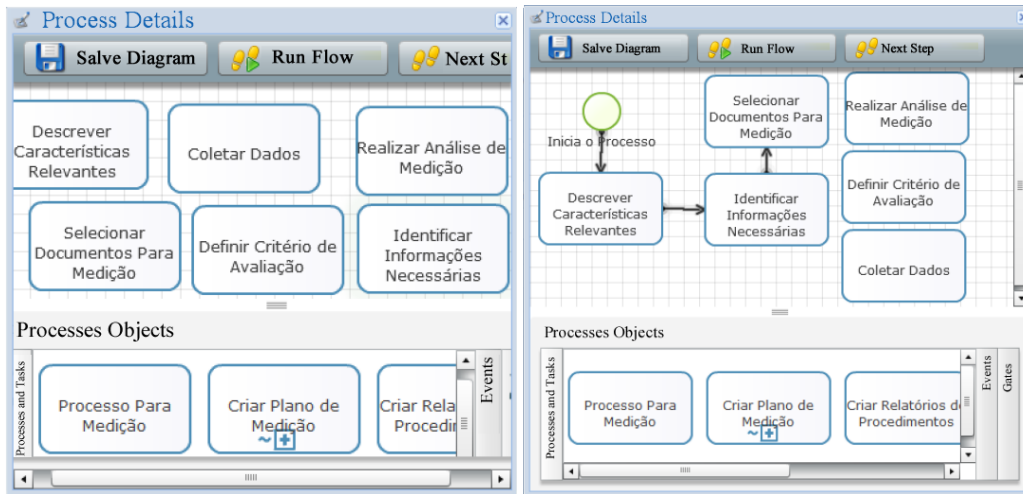 Process Details
Salve Diagram
Run Flow
Next St
Descrever
Características
Relevantes
Coletar Dados
Realizar Análise de
Medição
Selecionar
Documentos Para
Medição
Definir Critério de
Avaliação
Identificar
Informações
Necessárias
Processes Objects
Processes and Tasks
Processo Para
Medição
Criar Plano de
Medição
Criar Rela
Procedir
Events
Process Details
Salve Diagram
Run Flow
Next Step
Inicia o Processo
Selecionar
Documentos Para
Medição
Realizar Análise de
Medição
Descrever
Características
Relevantes
Identificar
Informações
Necessárias
Definir Critério de
Avaliação
Coletar Dados
Processes Objects
Processes and Tasks
Processo Para
Medição
Criar Plano de
Medição
Criar Relatórios de
Procedimentos
Events
Gates